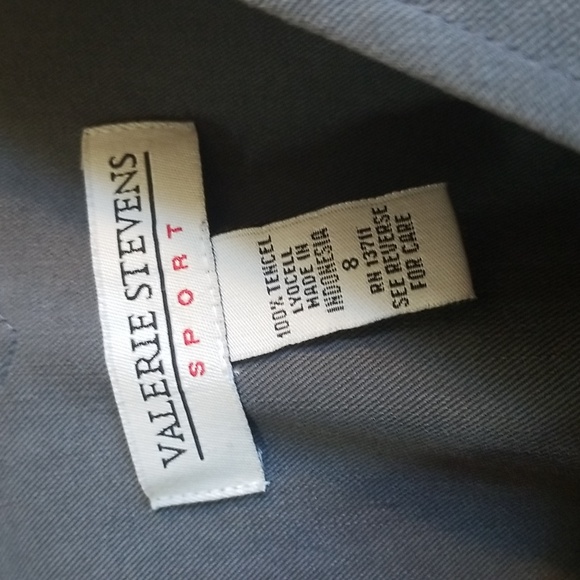 VALERIE STEVENS
SPORT
100% TENCEL
LYOCELL
MADE IN
INDONESIA
8
RN 13711
SEE REVERSE
FOR CARE